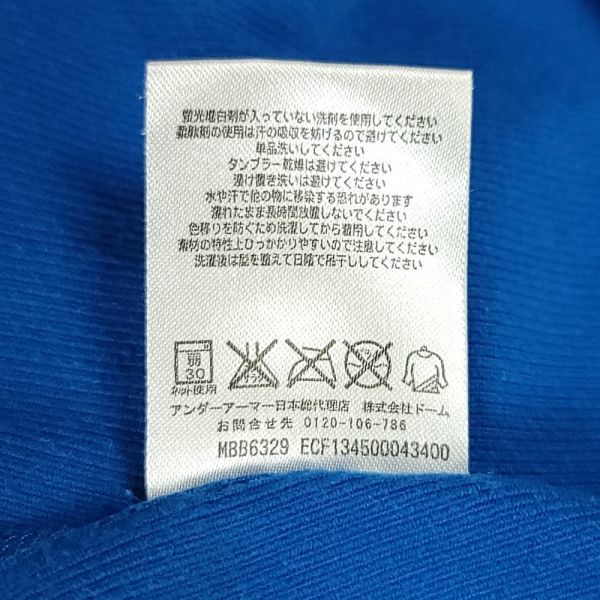 蛍光増白剤が入っていない洗剤を使用してください
柔軟剤の使用は汗の吸収を妨げるので避けてください
単品洗いしてください
タンブラー乾燥は避けてください
浸け置き洗いは避けてください
水や汗で他の物に移染する恐れがあります
濡れたまま長時間放置しないでください
色移りを防ぐため洗濯してから着用してください
素材の特性上ひっかかりやすいので注意してください
洗濯後は形を整えて日陰で吊干ししてください
弱
30
ネット使用
エンソサラシ
ドライ
アンダーアーマー日本総代理店 株式会社ドーム
お問合せ先 0120-106-786
MBB6329 ECF134500043400